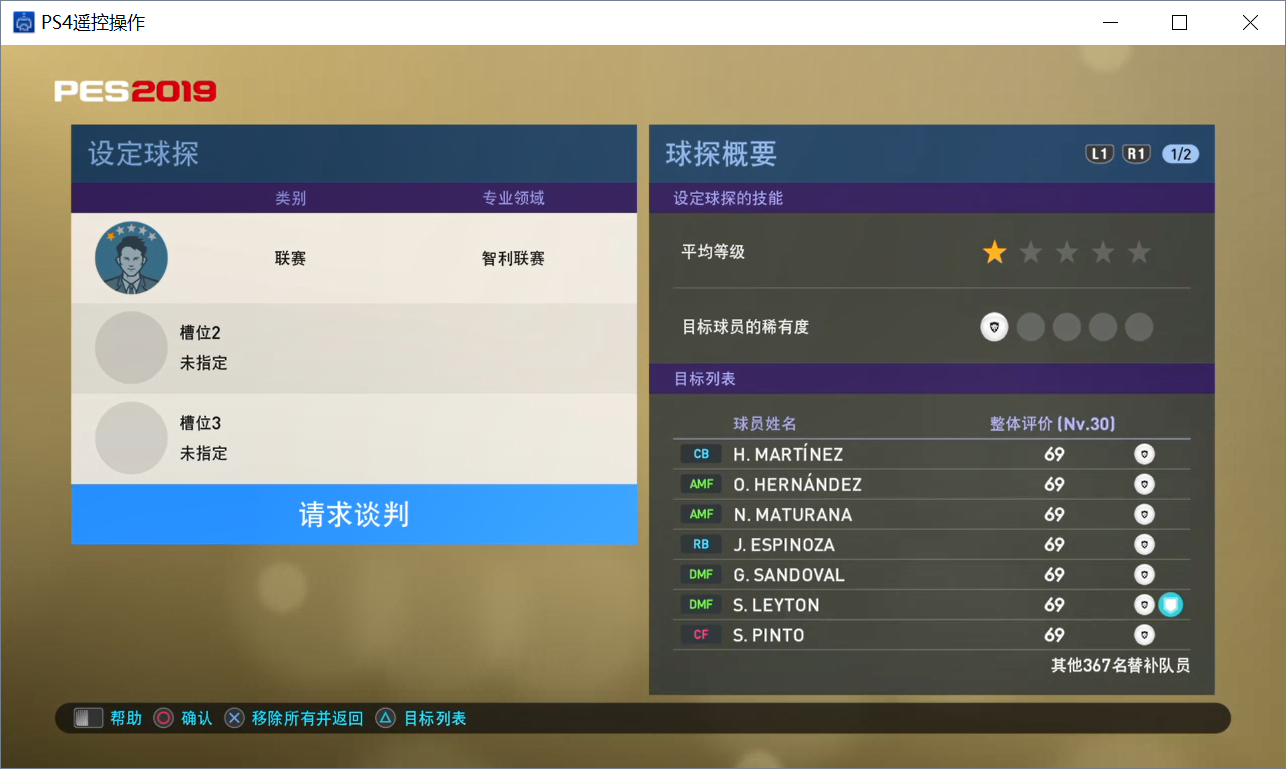 PS4遥控操作
PES2019
设定球探
类别 专业领域
联赛 智利联赛
槽位2
未指定
槽位3
未指定
请求谈判
球探概要 L1 R1 1/2
设定球探的技能
平均等级
目标球员的稀有度
目标列表
球员姓名 整体评价 (Nv.30)
CB H. MARTÍNEZ 69
AMF O. HERNÁNDEZ 69
AMF N. MATURANA 69
RB J. ESPINOZA 69
DMF G. SANDOVAL 69
DMF S. LEYTON 69
CF S. PINTO 69
其他367名替补队员
帮助 确认 移除所有并返回 目标列表